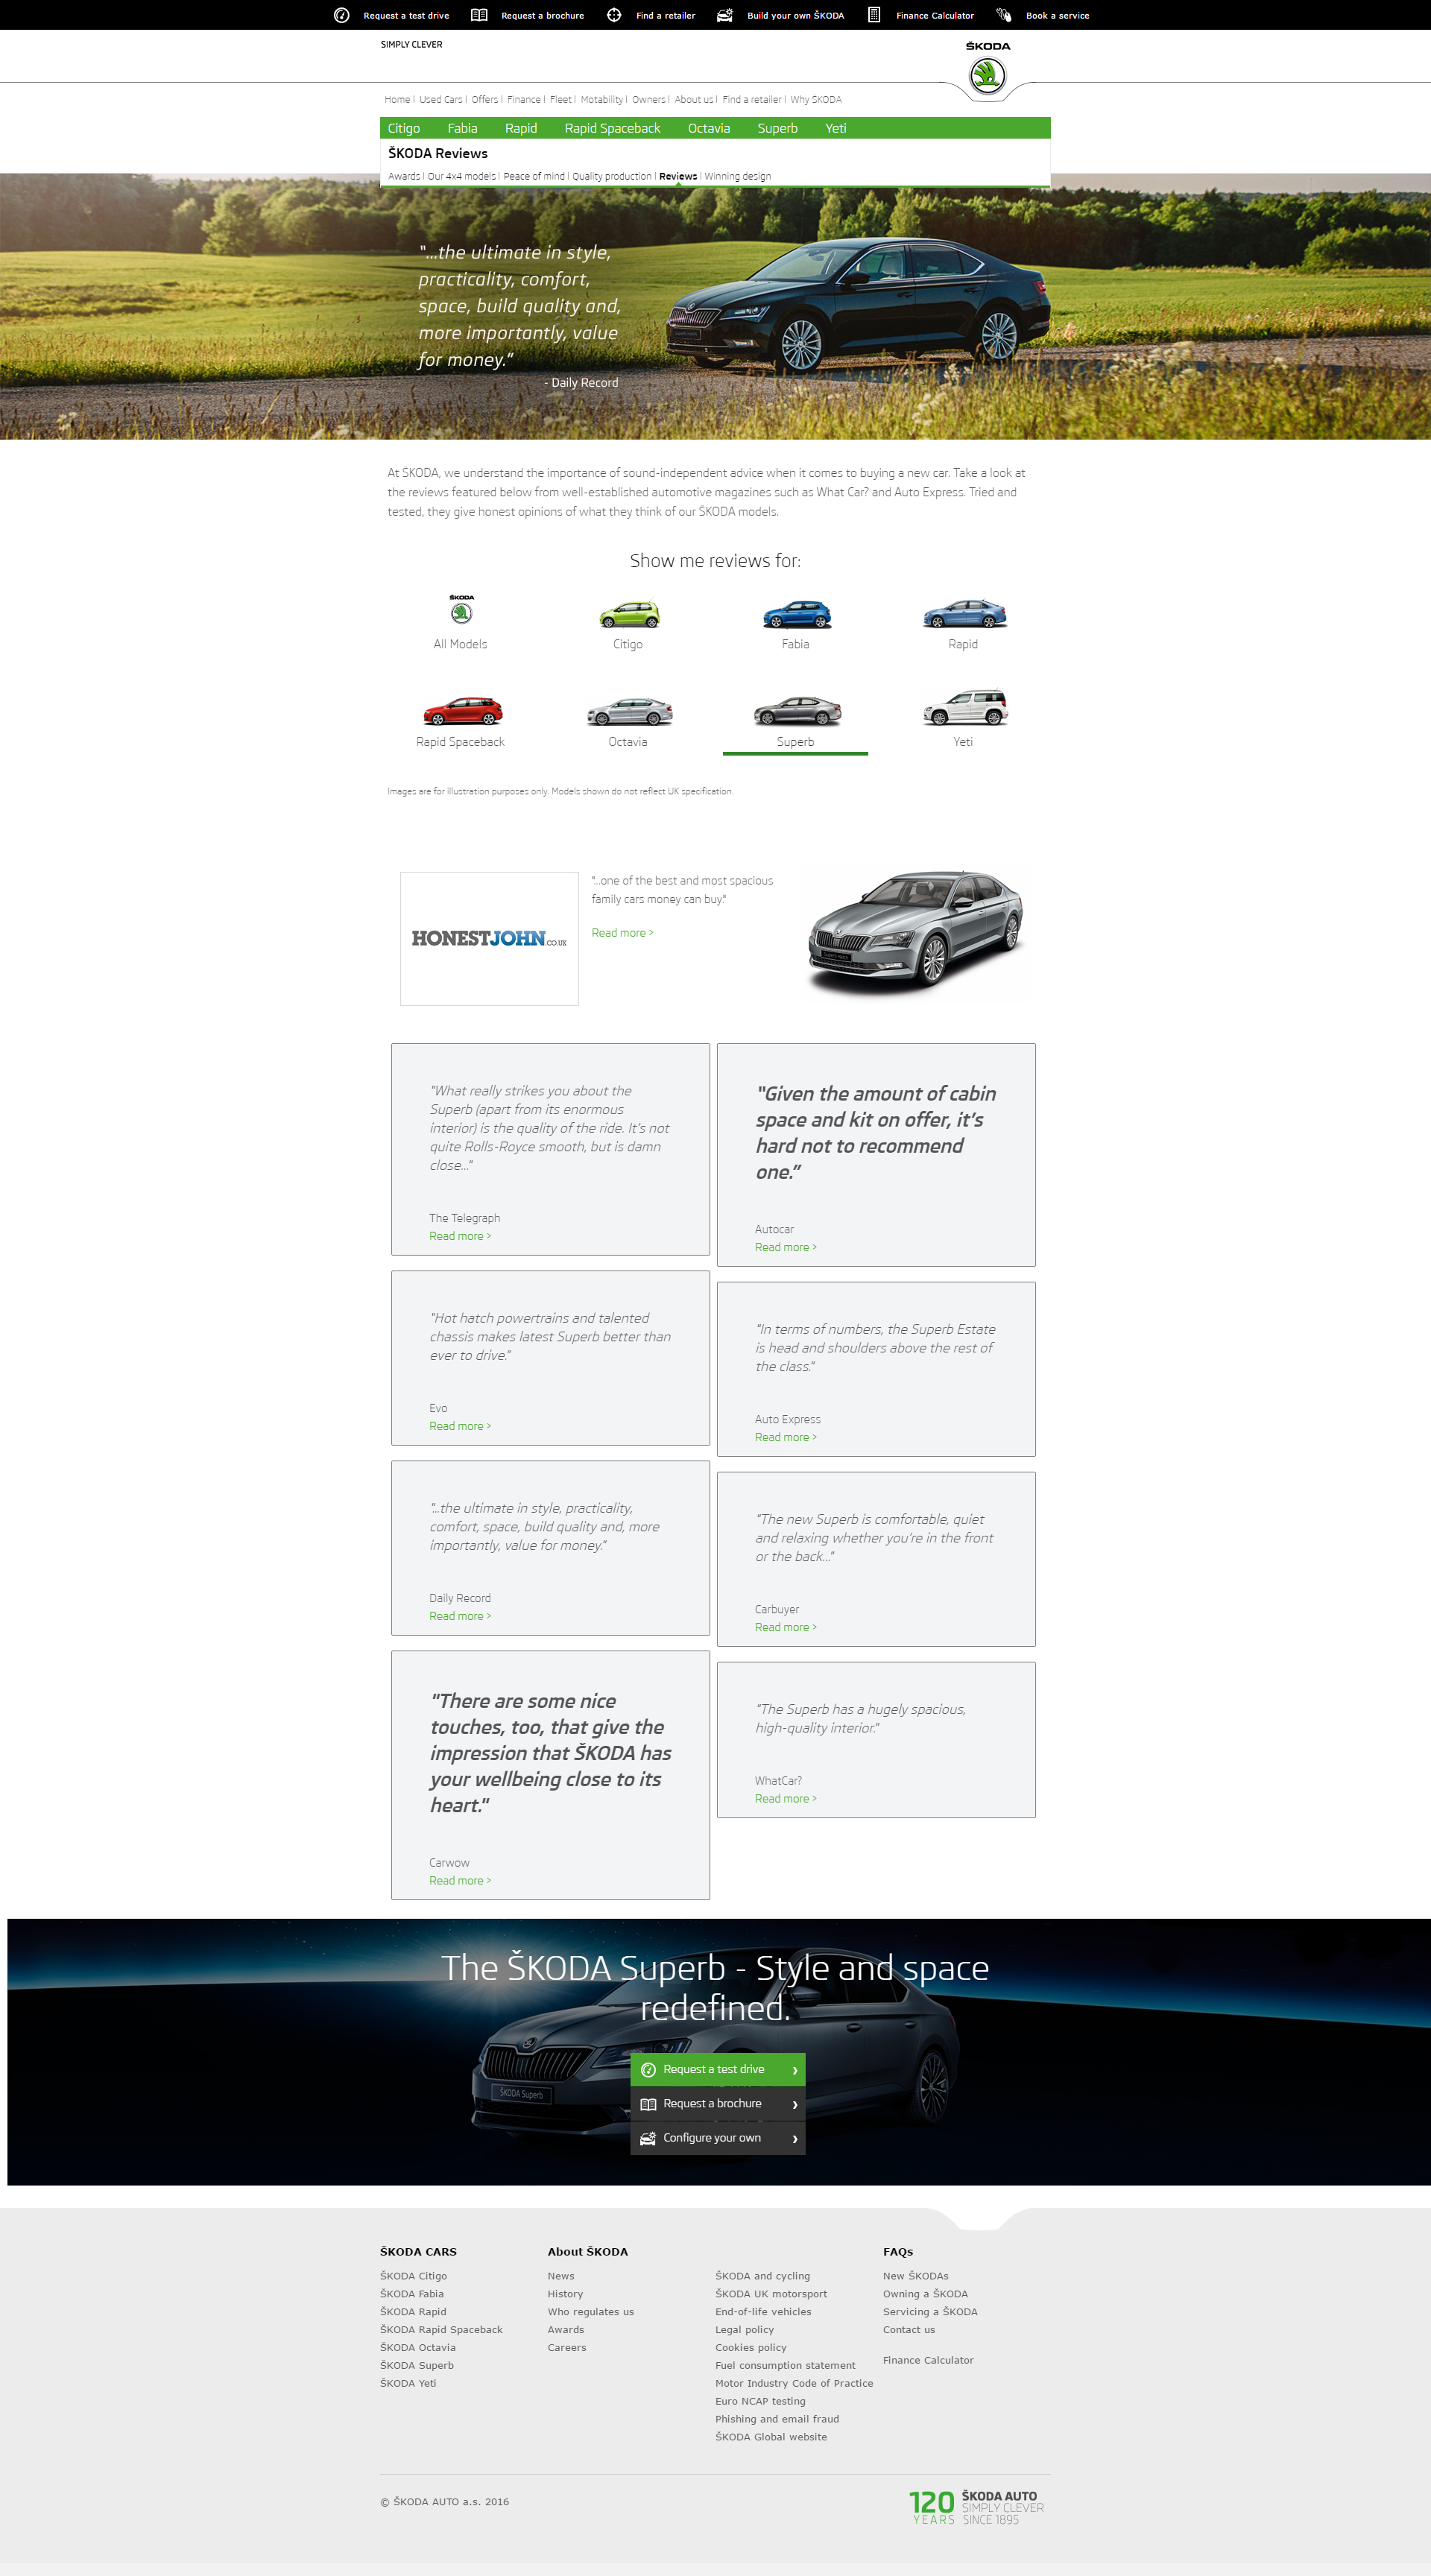 Request a test drive Request a brochure Find a retailer Build your own ŠKODA Finance Calculator Book a service
SIMPLY CLEVER
ŠKODA
Home | Used Cars | Offers | Finance | Fleet | Motability | Owners | About us | Find a retailer | Why ŠKODA
Citigo Fabia Rapid Rapid Spaceback Octavia Superb Yeti
ŠKODA Reviews
Awards | Our 4x4 models | Peace of mind | Quality production | Reviews | Winning design
"...the ultimate in style,
practicality, comfort,
space, build quality and,
more importantly, value
for money."
- Daily Record
At ŠKODA, we understand the importance of sound-independent advice when it comes to buying a new car. Take a look at
the reviews featured below from well-established automotive magazines such as What Car? and Auto Express. Tried and
tested, they give honest opinions of what they think of our ŠKODA models.
Show me reviews for:
ŠKODA
All Models Citigo Fabia Rapid
Rapid Spaceback Octavia Superb Yeti
Images are for illustration purposes only. Models shown do not reflect UK specification.
HONESTJOHN.CO.UK
"...one of the best and most spacious
family cars money can buy."
Read more >
"What really strikes you about the
Superb (apart from its enormous
interior) is the quality of the ride. It's not
quite Rolls-Royce smooth, but is damn
close..."
The Telegraph
Read more >
"Given the amount of cabin
space and kit on offer, it's
hard not to recommend
one."
Autocar
Read more >
"Hot hatch powertrains and talented
chassis makes latest Superb better than
ever to drive."
Evo
Read more >
"In terms of numbers, the Superb Estate
is head and shoulders above the rest of
the class."
Auto Express
Read more >
"...the ultimate in style, practicality,
comfort, space, build quality and, more
importantly, value for money."
Daily Record
Read more >
"The new Superb is comfortable, quiet
and relaxing whether you're in the front
or the back..."
Carbuyer
Read more >
"There are some nice
touches, too, that give the
impression that ŠKODA has
your wellbeing close to its
heart."
Carwow
Read more >
"The Superb has a hugely spacious,
high-quality interior."
WhatCar?
Read more >
The ŠKODA Superb - Style and space
redefined.
ŠKODA Superb
Request a test drive ›
Request a brochure ›
Configure your own ›
ŠKODA CARS
ŠKODA Citigo
ŠKODA Fabia
ŠKODA Rapid
ŠKODA Rapid Spaceback
ŠKODA Octavia
ŠKODA Superb
ŠKODA Yeti
About ŠKODA
News
History
Who regulates us
Awards
Careers
ŠKODA and cycling
ŠKODA UK motorsport
End-of-life vehicles
Legal policy
Cookies policy
Fuel consumption statement
Motor Industry Code of Practice
Euro NCAP testing
Phishing and email fraud
ŠKODA Global website
FAQs
New ŠKODAs
Owning a ŠKODA
Servicing a ŠKODA
Contact us
Finance Calculator
© ŠKODA AUTO a.s. 2016
120 YEARS
ŠKODA AUTO
SIMPLY CLEVER
SINCE 1895